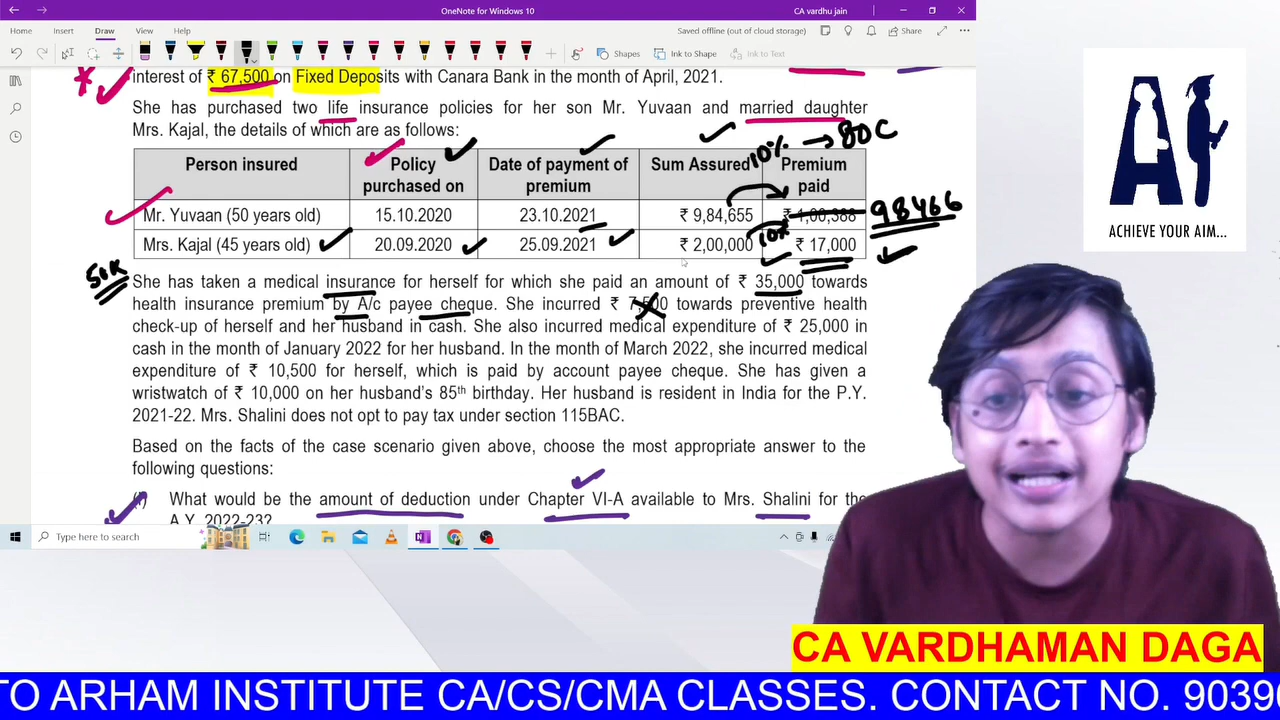 OneNote for Windows 10
CA vardhu jain
Home
Insert
Draw
View
Help
Saved offline (out of cloud storage)
Share
Shapes
Ink to Shape
Ink to Text
interest of ₹ 67,500 on Fixed Deposits with Canara Bank in the month of April, 2021.
She has purchased two life insurance policies for her son Mr. Yuvaan and married daughter
Mrs. Kajal, the details of which are as follows:
10% → 80C
Person insured
Policy purchased on
Date of payment of premium
Sum Assured
Premium paid
Mr. Yuvaan (50 years old) 15.10.2020 23.10.2021 ₹ 9,84,655 ₹ 1,00,388 98466
Mrs. Kajal (45 years old) 20.09.2020 25.09.2021 ₹ 2,00,000 10% ₹ 17,000
50K
She has taken a medical insurance for herself for which she paid an amount of ₹ 35,000 towards
health insurance premium by A/c payee cheque. She incurred ₹ 7,500 towards preventive health
check-up of herself and her husband in cash. She also incurred medical expenditure of ₹ 25,000 in
cash in the month of January 2022 for her husband. In the month of March 2022, she incurred medical
expenditure of ₹ 10,500 for herself, which is paid by account payee cheque. She has given a
wristwatch of ₹ 10,000 on her husband's 85th birthday. Her husband is resident in India for the P.Y.
2021-22. Mrs. Shalini does not opt to pay tax under section 115BAC.
Based on the facts of the case scenario given above, choose the most appropriate answer to the
following questions:
What would be the amount of deduction under Chapter VI-A available to Mrs. Shalini for the
A.Y. 2022-23?
Type here to search
ACHIEVE YOUR AIM...
CA VARDHAMAN DAGA
TO ARHAM INSTITUTE CA/CS/CMA CLASSES. CONTACT NO. 9039